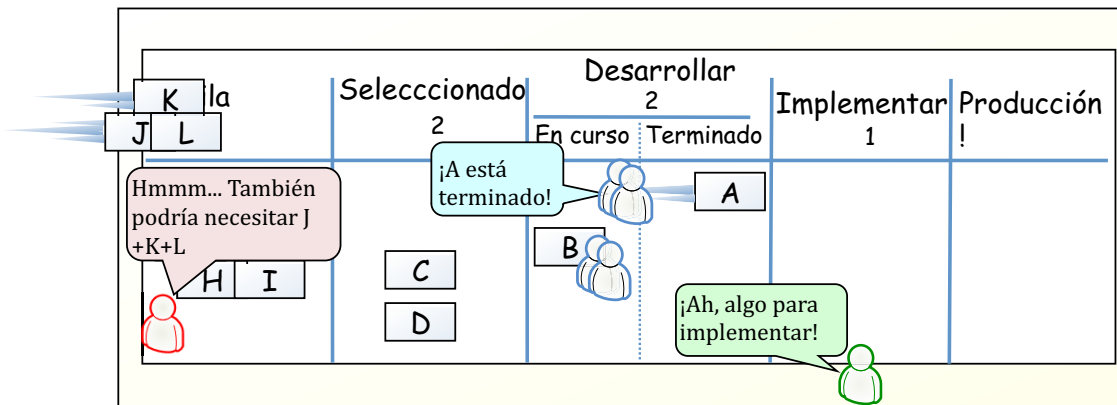 K
la
J
L
Selecccionado
2
Desarrollar
2
En curso
Terminado
Implementar
1
Producción
!
Hmmm... También
podría necesitar J
+K+L
¡A está
terminado!
A
B
H
I
C
D
¡Ah, algo para
implementar!